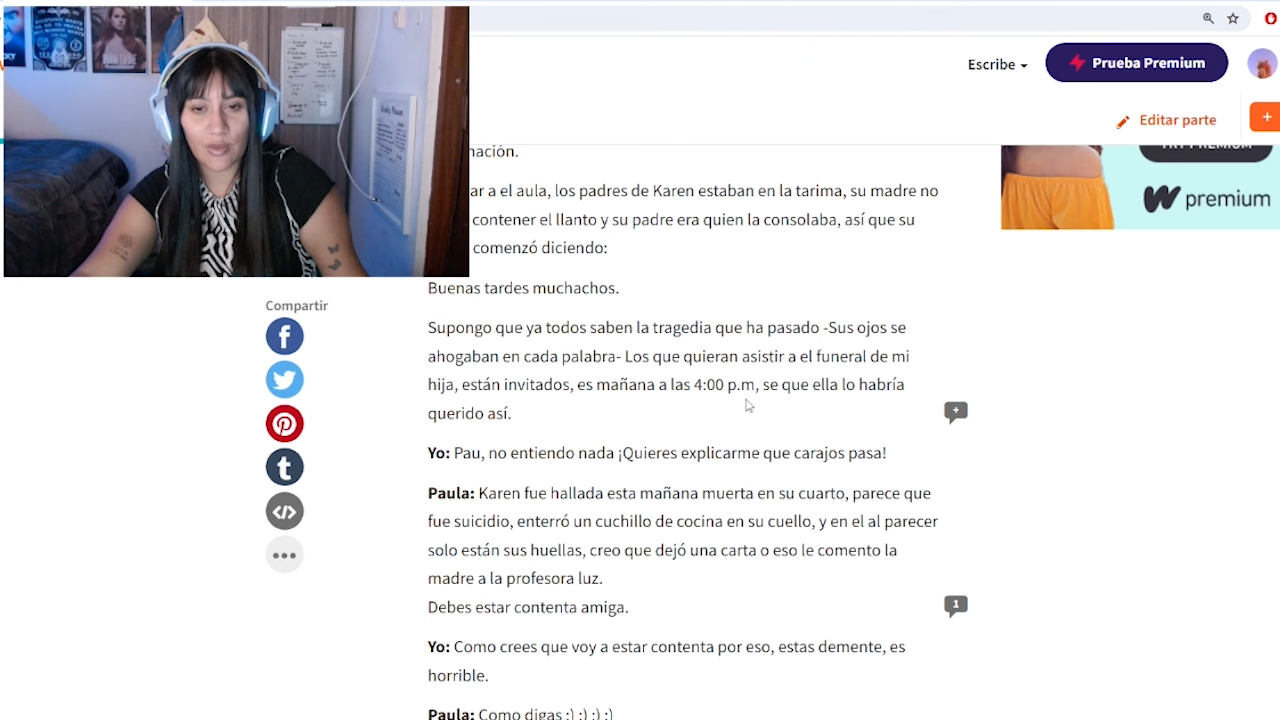 Escribe
Prueba Premium
Editar parte
+
nación.
ar a el aula, los padres de Karen estaban en la tarima, su madre no
contener el llanto y su padre era quien la consolaba, así que su
comenzó diciendo:
premium
Compartir
Buenas tardes muchachos.
Supongo que ya todos saben la tragedia que ha pasado -Sus ojos se
ahogaban en cada palabra- Los que quieran asistir a el funeral de mi
hija, están invitados, es mañana a las 4:00 p.m, se que ella lo habría
querido así.
+
Yo: Pau, no entiendo nada ¡Quieres explicarme que carajos pasa!
Paula: Karen fue hallada esta mañana muerta en su cuarto, parece que
fue suicidio, enterró un cuchillo de cocina en su cuello, y en el al parecer
solo están sus huellas, creo que dejó una carta o eso le comento la
madre a la profesora luz.
Debes estar contenta amiga.
1
Yo: Como crees que voy a estar contenta por eso, estas demente, es
horrible.
Paula: Como digas :) :) :) :)